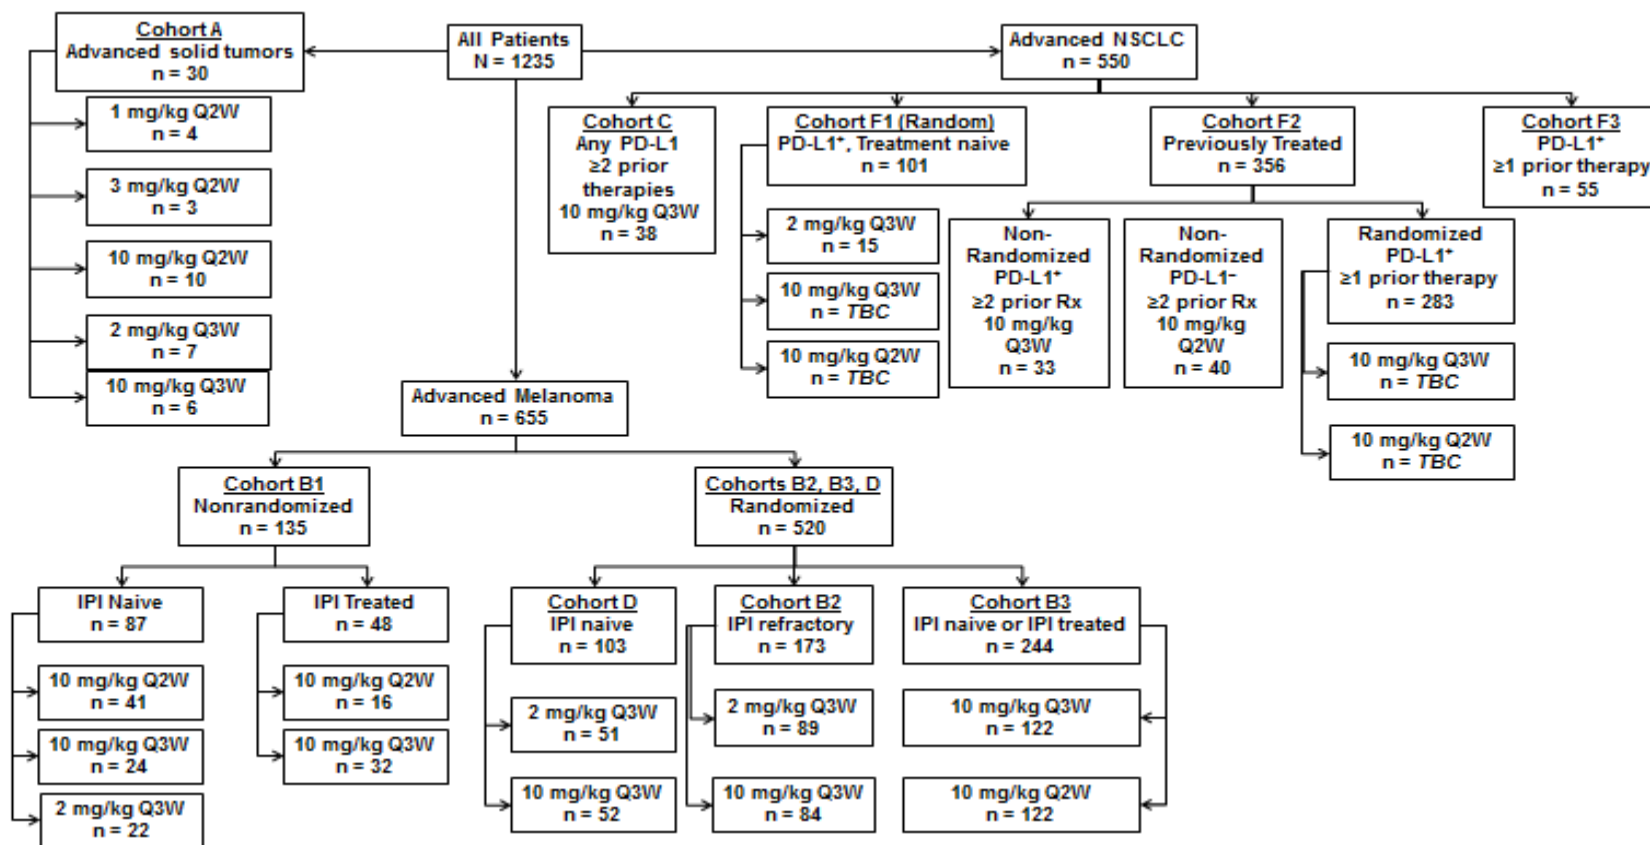 Cohort A
Advanced solid tumors
n = 30
1 mg/kg Q2W
n = 4
3 mg/kg Q2W
n = 3
10 mg/kg Q2W
n = 10
2 mg/kg Q3W
n = 7
10 mg/kg Q3W
n = 6
All Patients
N = 1235
Advanced NSCLC
n = 550
Cohort C
Any PD-L1
≥2 prior
therapies
10 mg/kg Q3W
n = 38
Cohort F1 (Random)
PD-L1⁺, Treatment naive
n = 101
2 mg/kg Q3W
n = 15
10 mg/kg Q3W
n = TBC
10 mg/kg Q2W
n = TBC
Cohort F2
Previously Treated
n = 356
Non-
Randomized
PD-L1⁺
≥2 prior Rx
10 mg/kg
Q3W
n = 33
Non-
Randomized
PD-L1⁻
≥2 prior Rx
10 mg/kg
Q2W
n = 40
Randomized
PD-L1⁺
≥1 prior therapy
n = 283
10 mg/kg Q3W
n = TBC
10 mg/kg Q2W
n = TBC
Cohort F3
PD-L1⁺
≥1 prior therapy
n = 55
Advanced Melanoma
n = 655
Cohort B1
Nonrandomized
n = 135
IPI Naive
n = 87
10 mg/kg Q2W
n = 41
10 mg/kg Q3W
n = 24
2 mg/kg Q3W
n = 22
IPI Treated
n = 48
10 mg/kg Q2W
n = 16
10 mg/kg Q3W
n = 32
Cohorts B2, B3, D
Randomized
n = 520
Cohort D
IPI naive
n = 103
2 mg/kg Q3W
n = 51
10 mg/kg Q3W
n = 52
Cohort B2
IPI refractory
n = 173
2 mg/kg Q3W
n = 89
10 mg/kg Q3W
n = 84
Cohort B3
IPI naive or IPI treated
n = 244
10 mg/kg Q3W
n = 122
10 mg/kg Q2W
n = 122